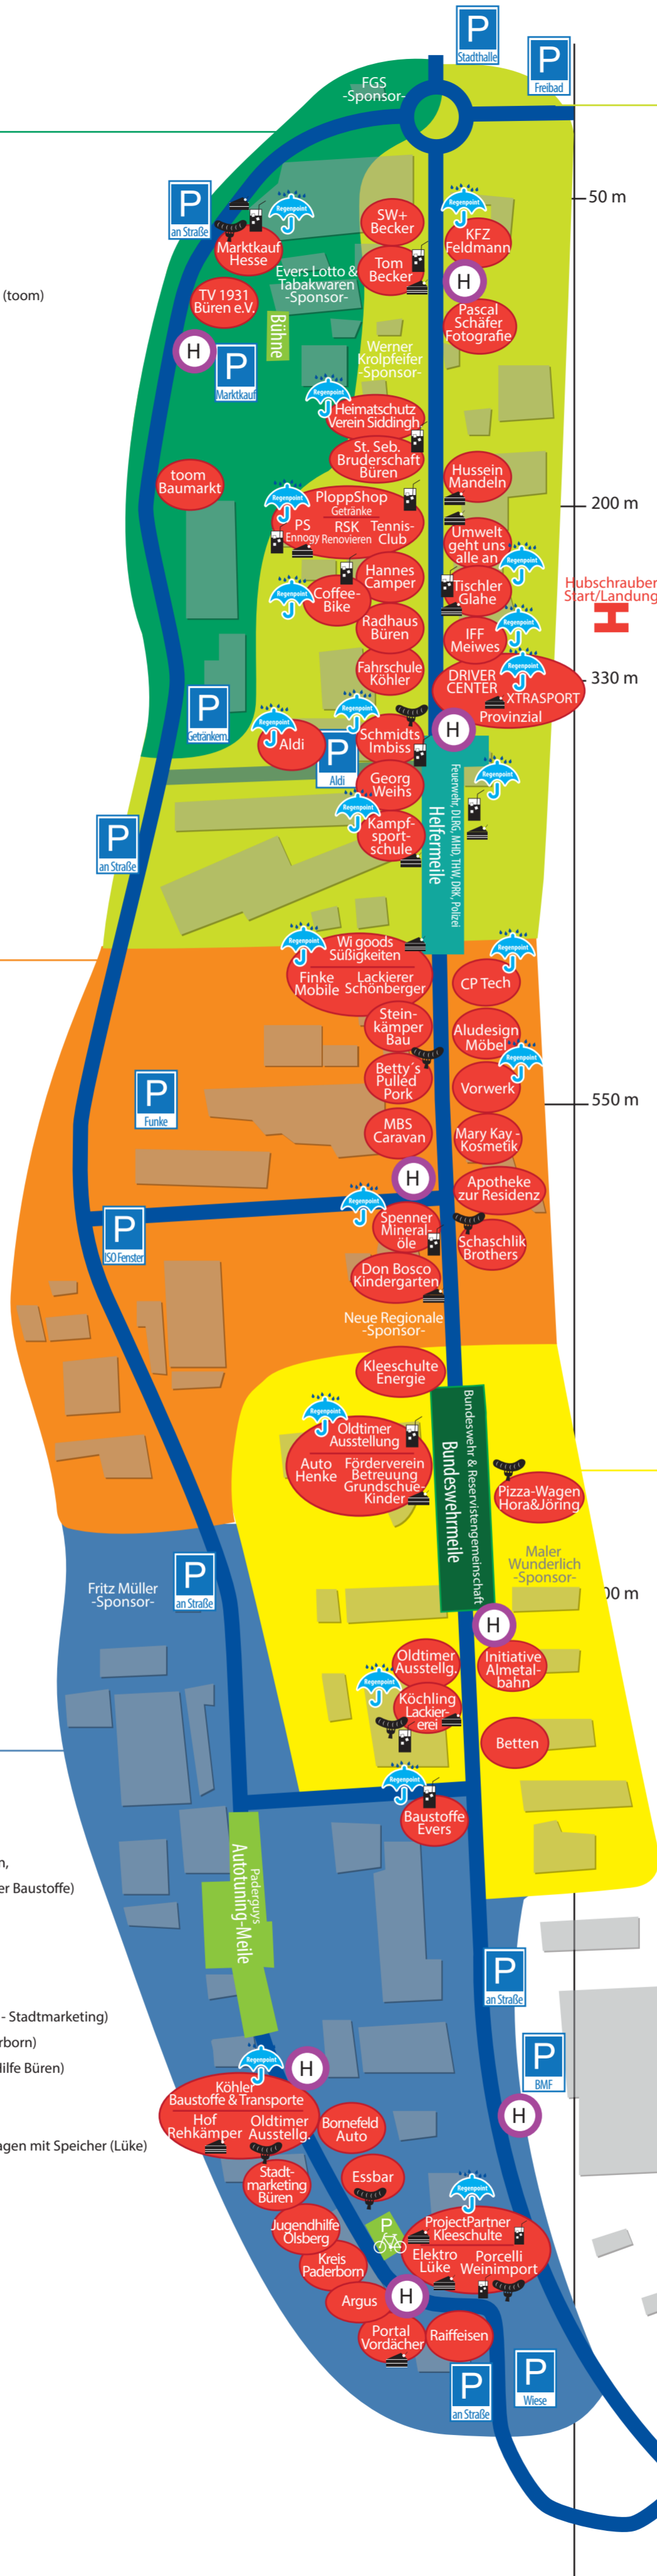 P
Stadthalle
P
Freibad
FGS
-Sponsor-
50 m
P
an Straße
Regenpoint
Regenpoint
SW+
Becker
KFZ
Feldmann
Marktkauf
Hesse
Evers Lotto &
Tabakwaren
-Sponsor-
Tom
Becker
H
(toom)
TV 1931
Büren e.V.
Bühne
Pascal
Schäfer
Fotografie
H
P
Marktkauf
Werner
Krolpfeifer
-Sponsor-
Regenpoint
Heimatschutz
Verein Siddingh.
St. Seb.
Bruderschaft
Büren
toom
Baumarkt
Hussein
Mandeln
Regenpoint
PloppShop
Getränke
PS
Ennogy
RSK
Renovieren
Tennis-
Club
200 m
Umwelt
geht uns
alle an
Regenpoint
Hannes
Camper
Regenpoint
Coffee-
Bike
Tischler
Glahe
Hubschrauber
Start/Landung
H
Radhaus
Büren
IFF
Meiwes
Regenpoint
Fahrschule
Köhler
DRIVER
CENTER
Regenpoint
XTRASPORT
Provinzial
330 m
P
Getränkem.
Regenpoint
Aldi
Regenpoint
P
Aldi
Schmidts
Imbiss
H
Georg
Weihs
Regenpoint
Feuerwehr, DLRG, MHD, THW, DRK, Polizei
Helfermeile
P
an Straße
Regenpoint
Kampf-
sport-
schule
Regenpoint
Wi goods
Süßigkeiten
Finke
Mobile
Lackierer
Schönberger
Regenpoint
CP Tech
Stein-
kämper
Bau
Aludesign
Möbel
Regenpoint
Betty´s
Pulled
Pork
Vorwerk
P
Funke
550 m
MBS
Caravan
Mary Kay -
Kosmetik
H
Apotheke
zur Residenz
Regenpoint
P
ISO Fenster
Spenner
Mineral-
öle
Schaschlik
Brothers
Don Bosco
Kindergarten
Neue Regionale
-Sponsor-
Kleeschulte
Energie
Regenpoint
Oldtimer
Ausstellung
Auto
Henke
Förderverein
Betreuung
Grundschue-
Kinder
Bundeswehr & Reservistengemeinschaft
Bundeswehrmeile
Pizza-Wagen
Hora&Jöring
Maler
Wunderlich
-Sponsor-
P
an Straße
Fritz Müller
-Sponsor-
00 m
H
Oldtimer
Ausstellg.
Initiative
Almetal-
bahn
Regenpoint
Köchling
Lackier-
erei
Betten
Regenpoint
Baustoffe
Evers
Paderguys
Autotuning-Meile
n,
er Baustoffe)
P
an Straße
- Stadtmarketing)
rborn)
Hilfe Büren)
P
BMF
Regenpoint
H
H
Köhler
Baustoffe & Transporte
Hof
Rehkämper
Oldtimer
Ausstellg.
Bornefeld
Auto
agen mit Speicher (Lüke)
Stadt-
marketing
Büren
Essbar
Regenpoint
Jugendhilfe
Olsberg
P
ProjectPartner
Kleeschulte
Elektro
Lüke
Porcelli
Weinimport
Kreis
Paderborn
Argus
H
Portal
Vordächer
Raiffeisen
P
an Straße
P
Wiese